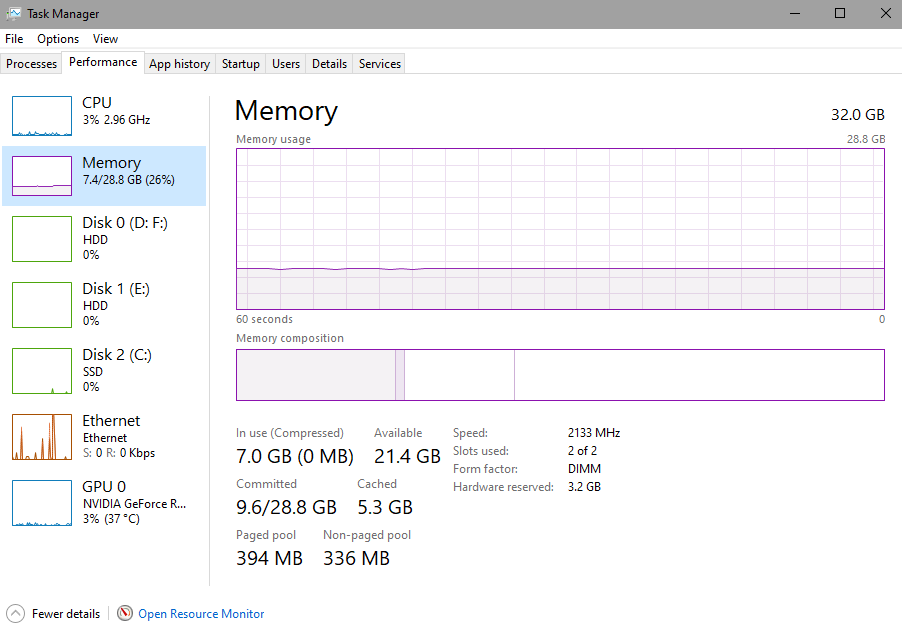 Task Manager
File Options View
Processes Performance App history Startup Users Details Services
CPU
3% 2.96 GHz
Memory
7.4/28.8 GB (26%)
Disk 0 (D: F:)
HDD
0%
Disk 1 (E:)
HDD
0%
Disk 2 (C:)
SSD
0%
Ethernet
Ethernet
S: 0 R: 0 Kbps
GPU 0
NVIDIA GeForce R...
3% (37 °C)
Memory 32.0 GB
Memory usage 28.8 GB
60 seconds 0
Memory composition
In use (Compressed) Available
7.0 GB (0 MB) 21.4 GB
Committed Cached
9.6/28.8 GB 5.3 GB
Paged pool Non-paged pool
394 MB 336 MB
Speed: 2133 MHz
Slots used: 2 of 2
Form factor: DIMM
Hardware reserved: 3.2 GB
Fewer details Open Resource Monitor